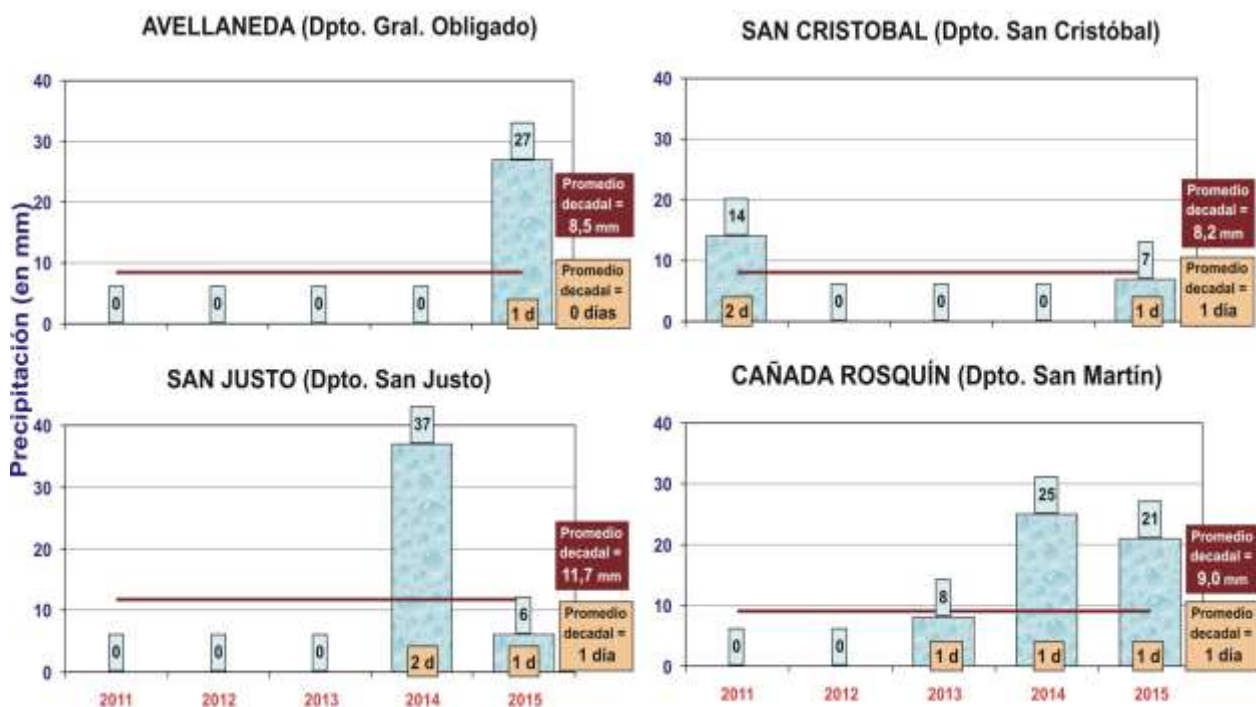 AVELLANEDA (Dpto. Gral. Obligado)
40
30
20
10
0
0
0
0
0
27
1 d
Promedio
decadal =
8,5 mm
Promedio
decadal =
0 días
SAN CRISTOBAL (Dpto. San Cristóbal)
40
30
20
10
0
14
2 d
0
0
0
7
1 d
Promedio
decadal =
8,2 mm
Promedio
decadal =
1 día
Precipitación (en mm)
SAN JUSTO (Dpto. San Justo)
40
30
20
10
0
0
0
0
37
2 d
6
1 d
Promedio
decadal =
11,7 mm
Promedio
decadal =
1 día
2011
2012
2013
2014
2015
CAÑADA ROSQUÍN (Dpto. San Martín)
40
30
20
10
0
0
0
8
1 d
25
1 d
21
1 d
Promedio
decadal =
9,0 mm
Promedio
decadal =
1 día
2011
2012
2013
2014
2015